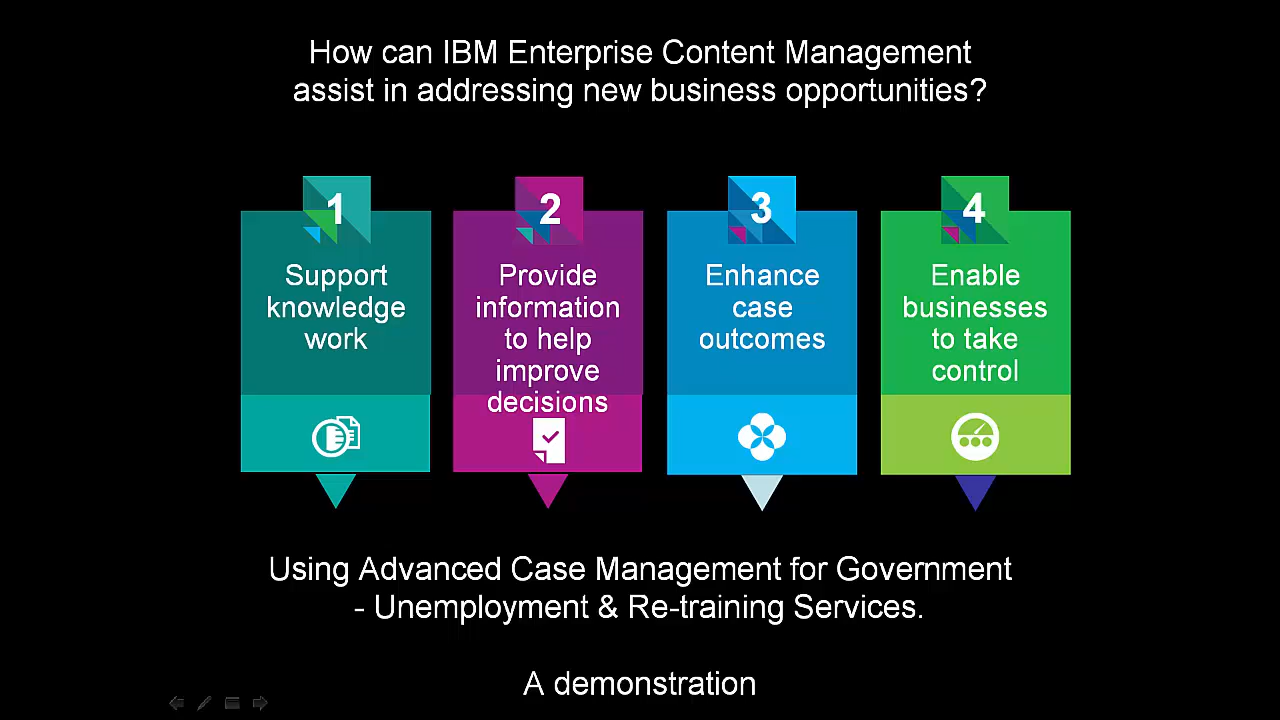 How can IBM Enterprise Content Management
assist in addressing new business opportunities?
1
Support
knowledge
work
2
Provide
information
to help
improve
decisions
3
Enhance
case
outcomes
4
Enable
businesses
to take
control
Using Advanced Case Management for Government
- Unemployment & Re-training Services.
A demonstration